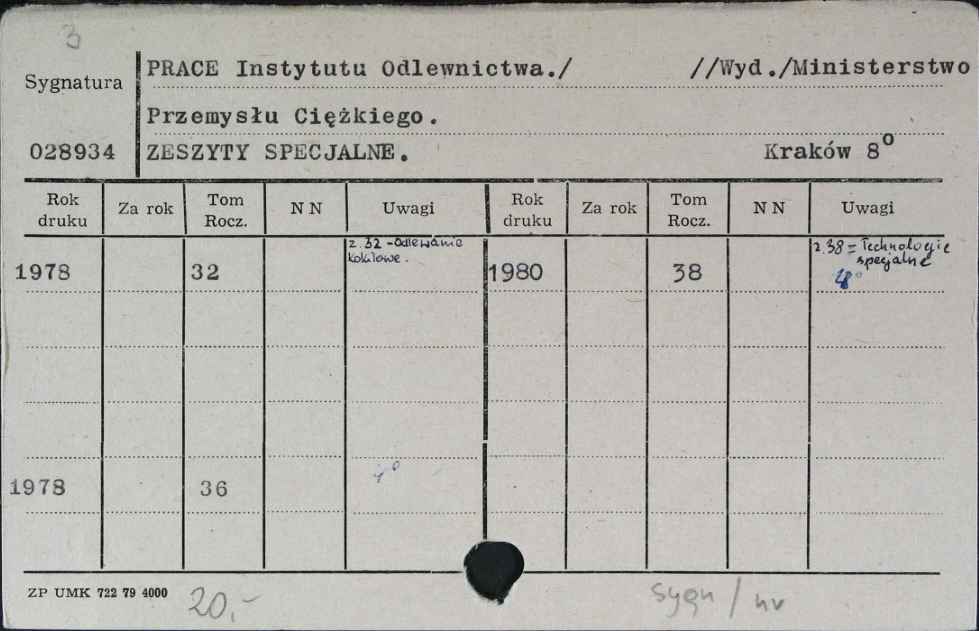 3
Sygnatura
PRACE Instytutu Odlewnictwa./ //Wyd./Ministerstwo
Przemysłu Ciężkiego.
028934 ZESZYTY SPECJALNE. Kraków 8°
Rok druku Za rok Tom Rocz. N N Uwagi Rok druku Za rok Tom Rocz. N N Uwagi
1978 32 z. 32 - Odlewanie kokilowe. 1980 38 z. 38 = Technologie specjalne 4°
1978 36 4°
ZP UMK 722 79 4000 20,- sygn / nv